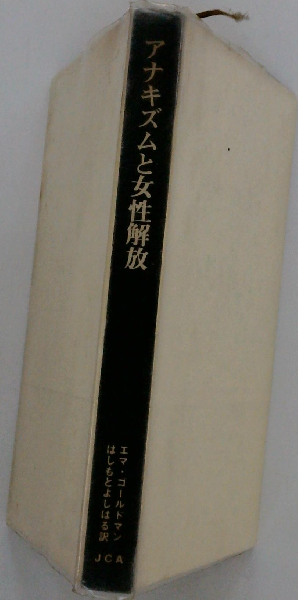 アナキズムと女性解放
エマ・ゴールドマン
はしもとよしはる訳
JCA